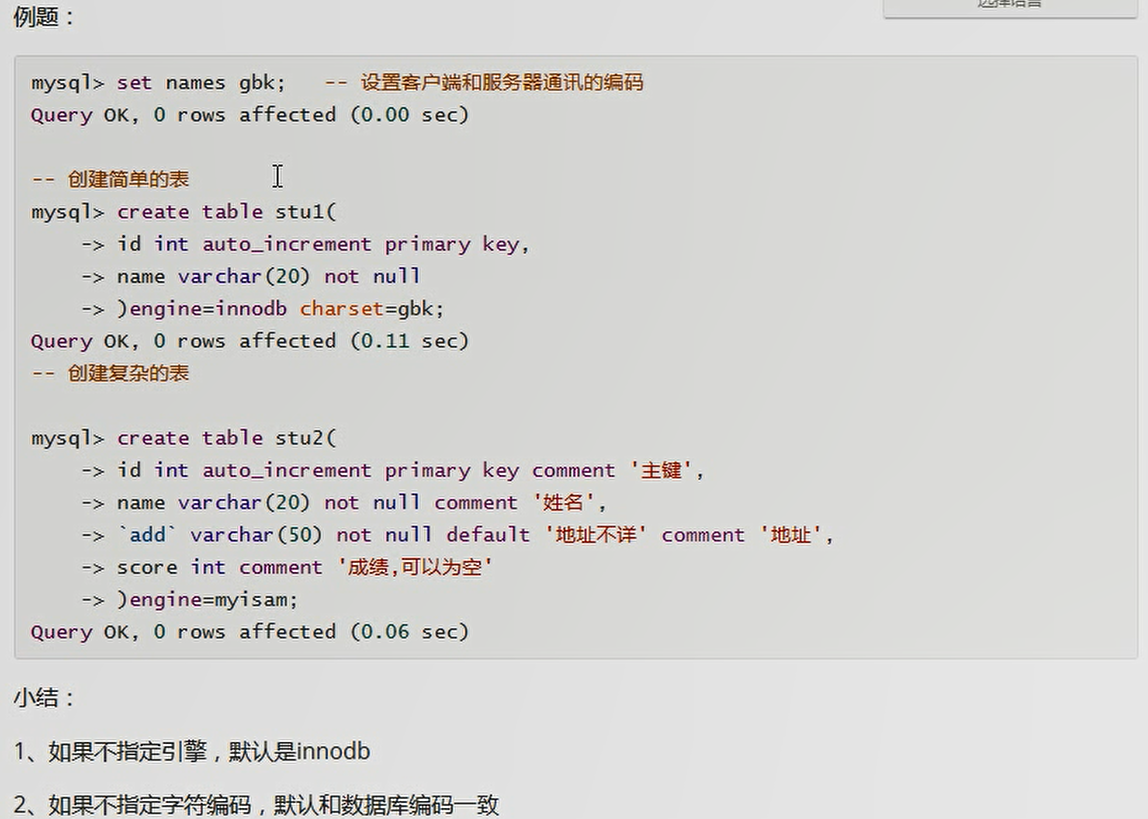 选择语言
例题：
mysql> set names gbk;   -- 设置客户端和服务器通讯的编码
Query OK, 0 rows affected (0.00 sec)
-- 创建简单的表
mysql> create table stu1(
    -> id int auto_increment primary key,
    -> name varchar(20) not null
    -> )engine=innodb charset=gbk;
Query OK, 0 rows affected (0.11 sec)
-- 创建复杂的表
mysql> create table stu2(
    -> id int auto_increment primary key comment '主键',
    -> name varchar(20) not null comment '姓名',
    -> `add` varchar(50) not null default '地址不详' comment '地址',
    -> score int comment '成绩,可以为空'
    -> )engine=myisam;
Query OK, 0 rows affected (0.06 sec)
小结：
1、如果不指定引擎，默认是innodb
2、如果不指定字符编码，默认和数据库编码一致